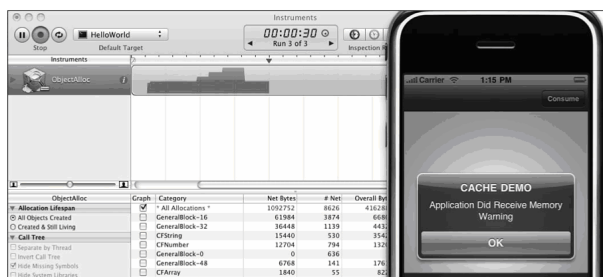 Instruments
HelloWorld
00:00:30
Run 3 of 3
Stop
Default Target
Inspection
Instruments
ObjectAlloc
ObjectAlloc
Graph Category Net Bytes # Net Overall
Allocation Lifespan
* All Allocations * 1092752 8626
All Objects Created
GeneralBlock-16 61984 3874
Created & Still Living
GeneralBlock-32 36448 1139
Call Tree
CFString 15440 530
Separate by Thread
CFNumber 12704 794
Invert Call Tree
GeneralBlock-0 0 636
Hide Missing Symbols
GeneralBlock-48 6768 141
Hide System Libraries
CFArray 1840 55
Carrier 1:15 PM
Consume
CACHE DEMO
Application Did Receive Memory
Warning
OK